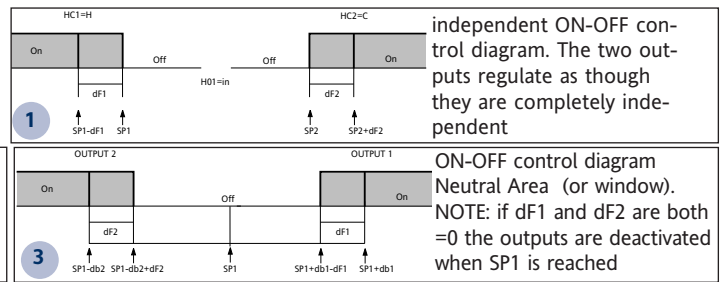 HC1=H
HC2=C
On
Off
H01=in
Off
On
dF1
dF2
1
SP1-dF1
SP1
SP2
SP2+dF2
independent ON-OFF con-
trol diagram. The two out-
puts regulate as though
they are completely inde-
pendent
OUTPUT 2
OUTPUT 1
On
Off
On
dF2
dF1
3
SP1-db2
SP1-db2+dF2
SP1
SP1+db1-dF1
SP1+db1
ON-OFF control diagram
Neutral Area (or window).
NOTE: if dF1 and dF2 are both
=0 the outputs are deactivated
when SP1 is reached